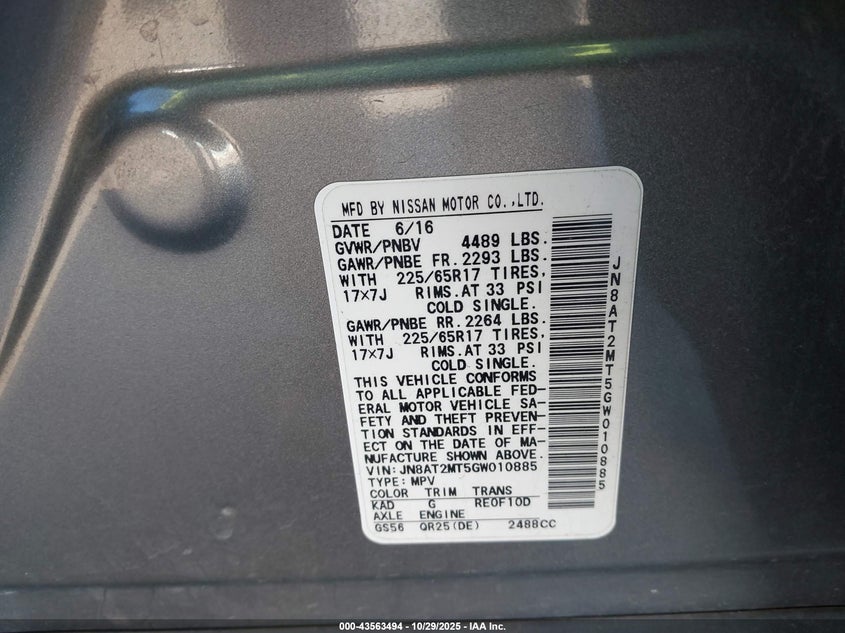 MFD BY NISSAN MOTOR CO.,LTD.
DATE 6/16
GVWR/PNBV 4489 LBS.
GAWR/PNBE FR. 2293 LBS.
WITH 225/65R17 TIRES,
17×7J RIMS.AT 33 PSI
COLD SINGLE.
GAWR/PNBE RR. 2264 LBS.
WITH 225/65R17 TIRES,
17×7J RIMS.AT 33 PSI
COLD SINGLE.
THIS VEHICLE CONFORMS
TO ALL APPLICABLE FED-
ERAL MOTOR VEHICLE SA-
FETY AND THEFT PREVEN-
TION STANDARDS IN EFF-
ECT ON THE DATE OF MA-
NUFACTURE SHOWN ABOVE.
VIN: JN8AT2MT5GW010885
TYPE: MPV
COLOR TRIM TRANS
KAD G RE0F10D
AXLE ENGINE
GS56 QR25(DE) 2488CC
JN8AT2MT5GW010885
000-43563494 - 10/29/2025 - IAA Inc.